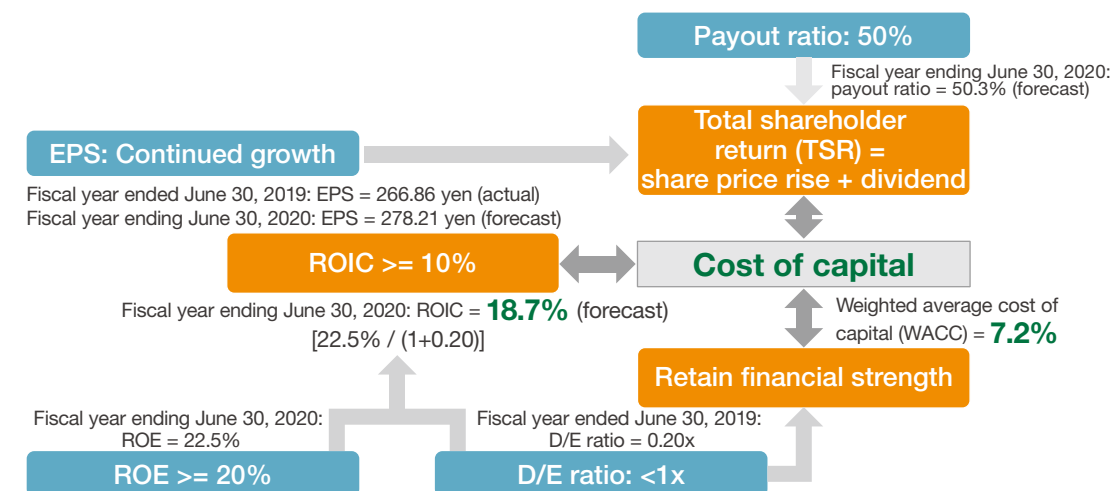 Payout ratio: 50%
Fiscal year ending June 30, 2020:
payout ratio = 50.3% (forecast)
Total shareholder
return (TSR) =
share price rise + dividend
EPS: Continued growth
Fiscal year ended June 30, 2019: EPS = 266.86 yen (actual)
Fiscal year ending June 30, 2020: EPS = 278.21 yen (forecast)
ROIC >= 10%
Cost of capital
Fiscal year ending June 30, 2020: ROIC = 18.7% (forecast)
[22.5% / (1+0.20)]
Weighted average cost of
capital (WACC) = 7.2%
Retain financial strength
Fiscal year ending June 30, 2020:
ROE = 22.5%
Fiscal year ended June 30, 2019:
D/E ratio = 0.20x
ROE >= 20%
D/E ratio: <1x